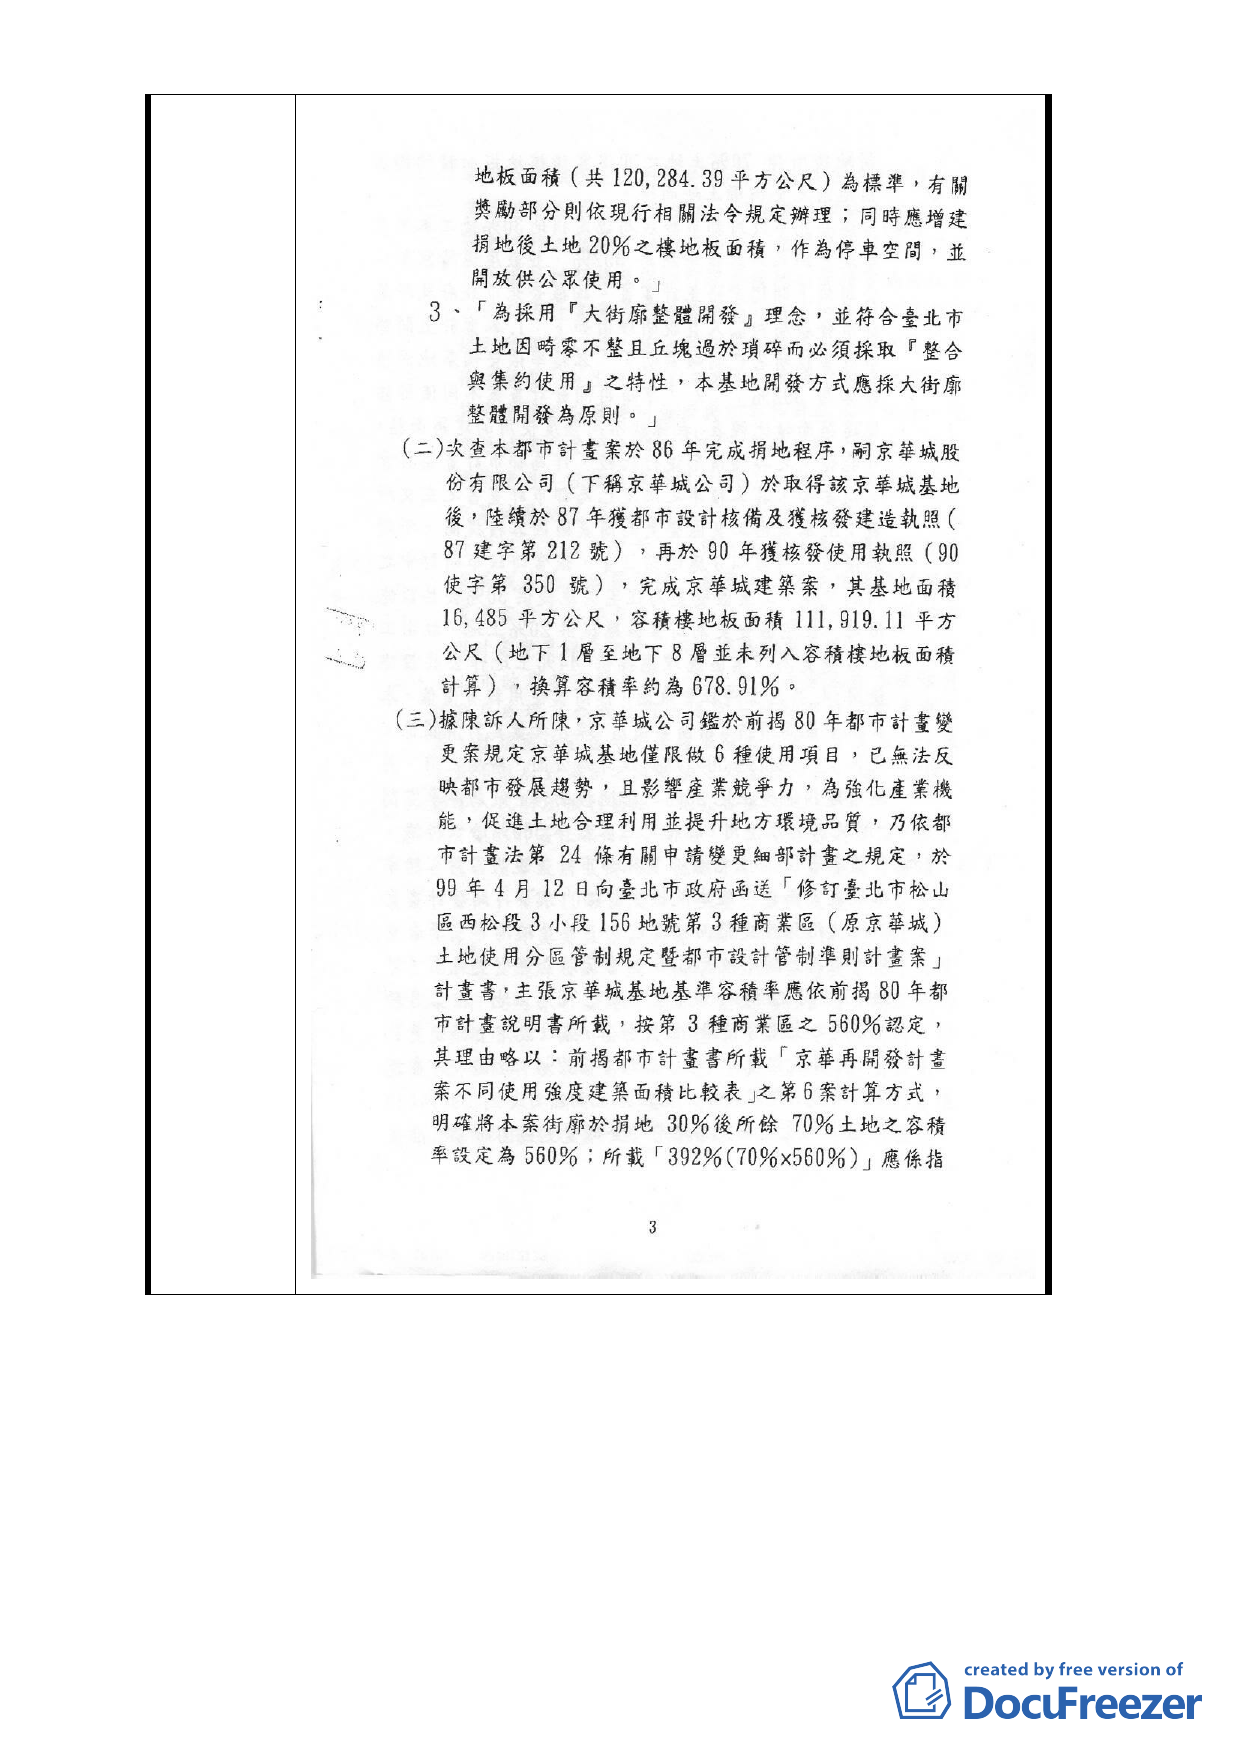 地板面積（共 120,284.39 平方公尺）為標準，有關
獎勵部分則依現行相關法令規定辦理；同時應增建
捐地後土地 20%之樓地板面積，作為停車空間，並
開放供公眾使用。」
3、「為採用『大街廓整體開發』理念，並符合臺北市
土地因畸零不整且丘塊過於瑣碎而必須採取『整合
與集約使用』之特性，本基地開發方式應採大街廓
整體開發為原則。」
(二)次查本都市計畫案於 86 年完成捐地程序，嗣京華城股
份有限公司（下稱京華城公司）於取得該京華城基地
後，陸續於 87 年獲都市設計核備及獲核發建造執照（
87 建字第 212 號），再於 90 年獲核發使用執照（90
使字第 350 號），完成京華城建築案，其基地面積
16,485 平方公尺，容積樓地板面積 111,919.11 平方
公尺（地下 1 層至地下 8 層並未列入容積樓地板面積
計算），換算容積率約為 678.91%。
(三)據陳訴人所陳，京華城公司鑑於前揭 80 年都市計畫變
更案規定京華城基地僅限做 6 種使用項目，已無法反
映都市發展趨勢，且影響產業競爭力，為強化產業機
能，促進土地合理利用並提升地方環境品質，乃依都
市計畫法第 24 條有關申請變更細部計畫之規定，於
99 年 4 月 12 日向臺北市政府函送「修訂臺北市松山
區西松段 3 小段 156 地號第 3 種商業區（原京華城）
土地使用分區管制規定暨都市設計管制準則計畫案」
計畫書，主張京華城基地基準容積率應依前揭 80 年都
市計畫說明書所載，按第 3 種商業區之 560%認定，
其理由略以：前揭都市計畫書所載「京華再開發計畫
案不同使用強度建築面積比較表」之第 6 案計算方式，
明確將本案街廓於捐地 30%後所餘 70%土地之容積
率設定為 560%；所載「392%(70%x560%)」應係指
3
created by free version of
DocuFreezer